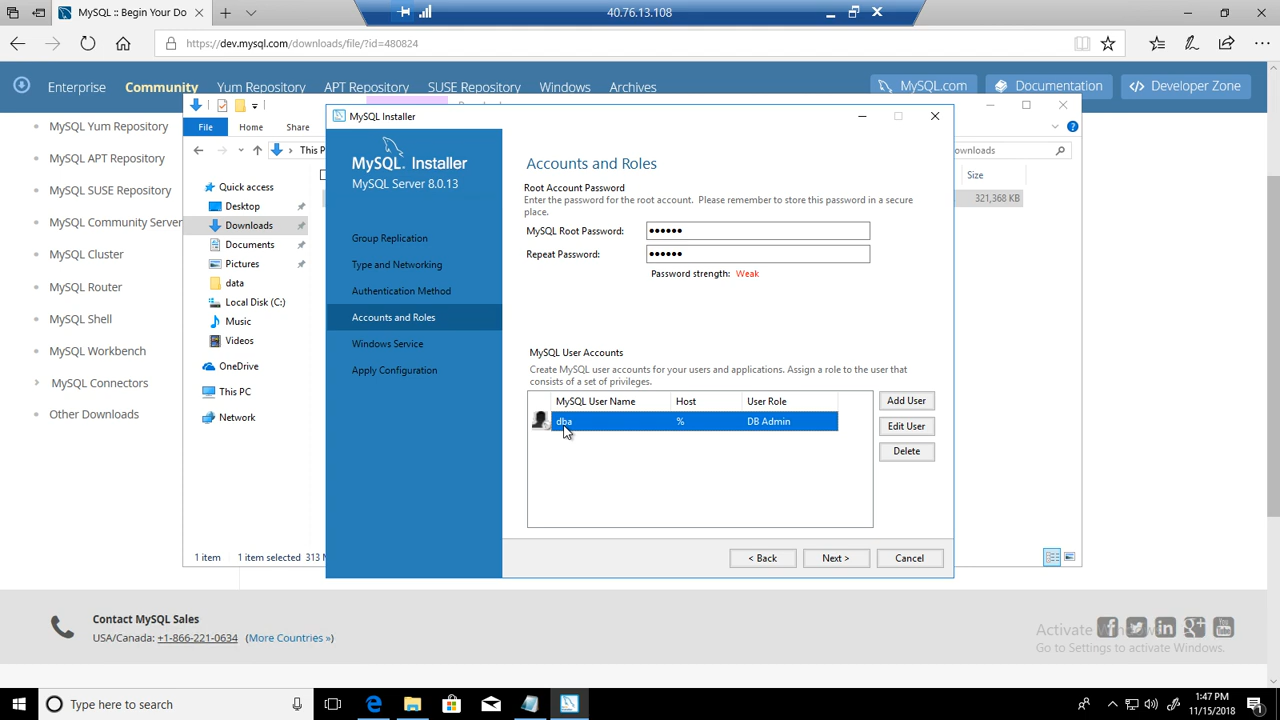 MySQL :: Begin Your Do
40.76.13.108
https://dev.mysql.com/downloads/file/?id=480824
Enterprise
Community
Yum Repository
APT Repository
SUSE Repository
Windows
Archives
MySQL.com
Documentation
Developer Zone
MySQL Yum Repository
MySQL APT Repository
MySQL SUSE Repository
MySQL Community Server
MySQL Cluster
MySQL Router
MySQL Shell
MySQL Workbench
MySQL Connectors
Other Downloads
File
Home
Share
This P
ownloads
Size
321,368 KB
Quick access
Desktop
Downloads
Documents
Pictures
data
Local Disk (C:)
Music
Videos
OneDrive
This PC
Network
1 item
1 item selected 313 M
MySQL Installer
MySQL. Installer
MySQL Server 8.0.13
Group Replication
Type and Networking
Authentication Method
Accounts and Roles
Windows Service
Apply Configuration
Accounts and Roles
Root Account Password
Enter the password for the root account. Please remember to store this password in a secure
place.
MySQL Root Password: ●●●●●●
Repeat Password: ●●●●●●
Password strength: Weak
MySQL User Accounts
Create MySQL user accounts for your users and applications. Assign a role to the user that
consists of a set of privileges.
MySQL User Name Host User Role
dba % DB Admin
Add User
Edit User
Delete
< Back
Next >
Cancel
Contact MySQL Sales
USA/Canada: +1-866-221-0634 (More Countries »)
Go to Settings to activate Windows.
Type here to search
1:47 PM
11/15/2018